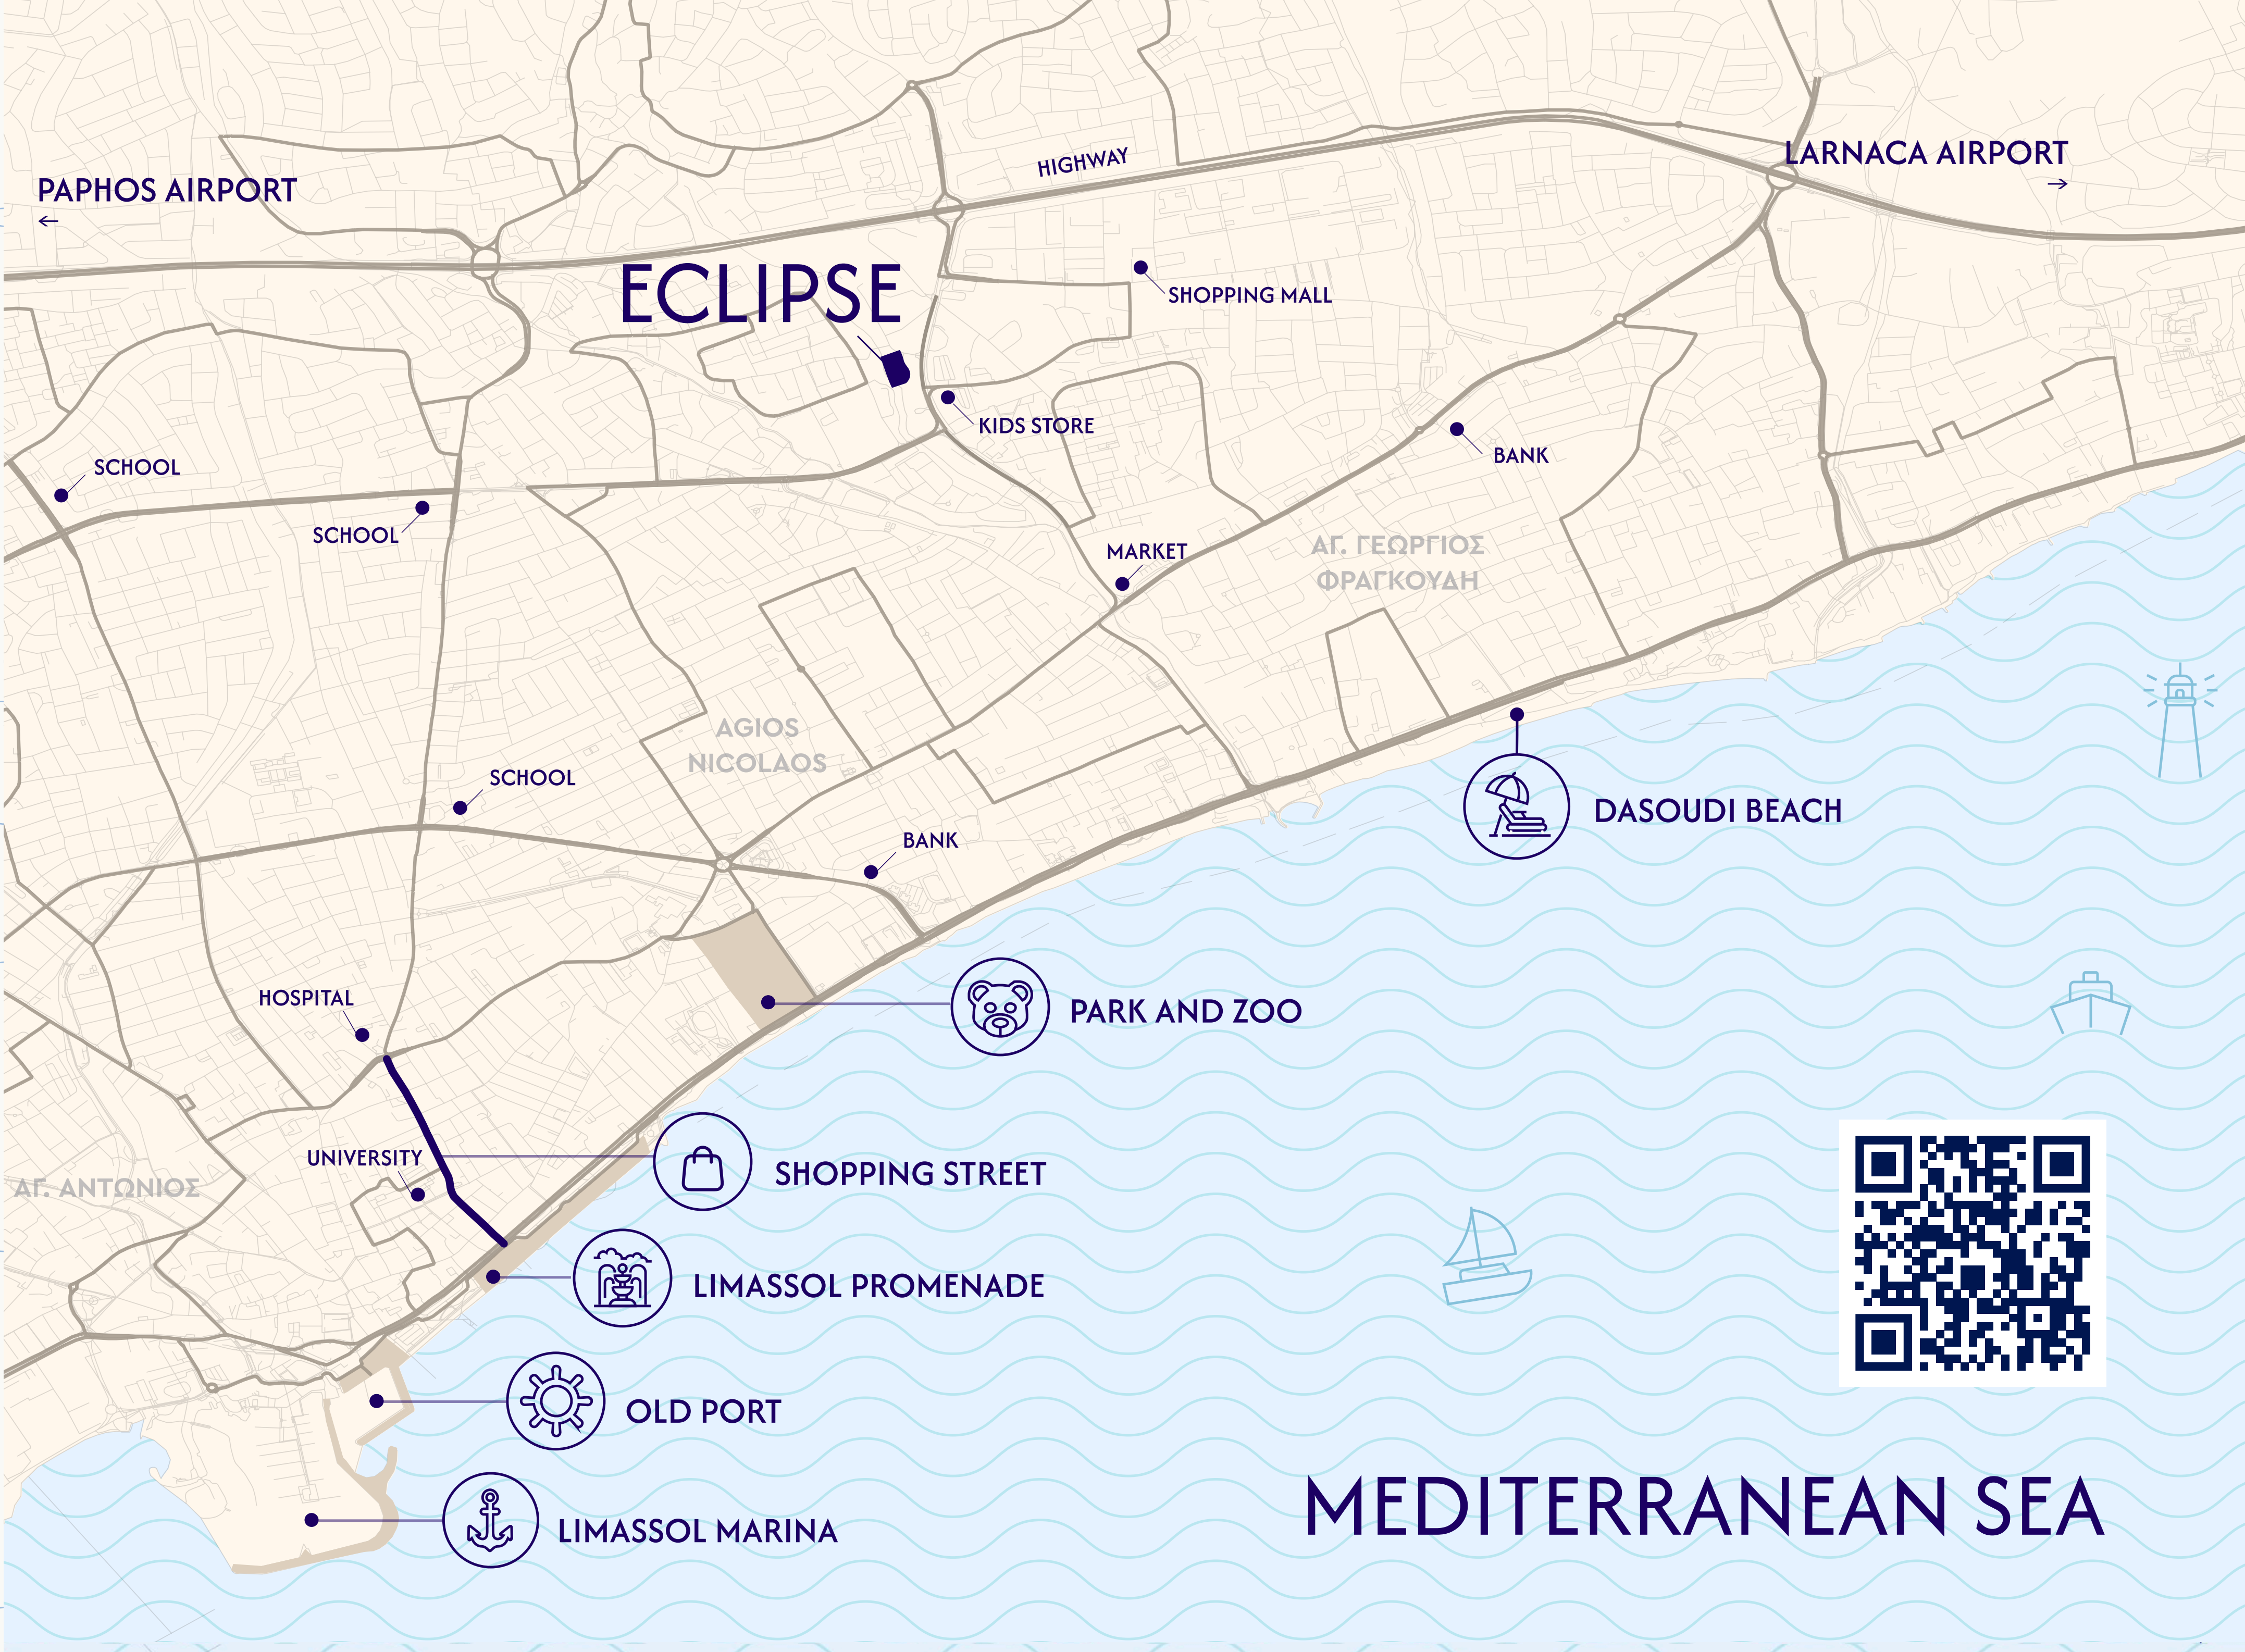 HIGHWAY
LARNACA AIRPORT
→
PAPHOS AIRPORT
←
ECLIPSE
SHOPPING MALL
KIDS STORE
BANK
SCHOOL
SCHOOL
MARKET
ΑΓ. ΓΕΩΡΓΙΟΣ
ΦΡΑΓΚΟΥΔΗ
AGIOS
NICOLAOS
SCHOOL
DASOUDI BEACH
BANK
HOSPITAL
PARK AND ZOO
UNIVERSITY
SHOPPING STREET
ΑΓ. ΑΝΤΩΝΙΟΣ
LIMASSOL PROMENADE
OLD PORT
MEDITERRANEAN SEA
LIMASSOL MARINA